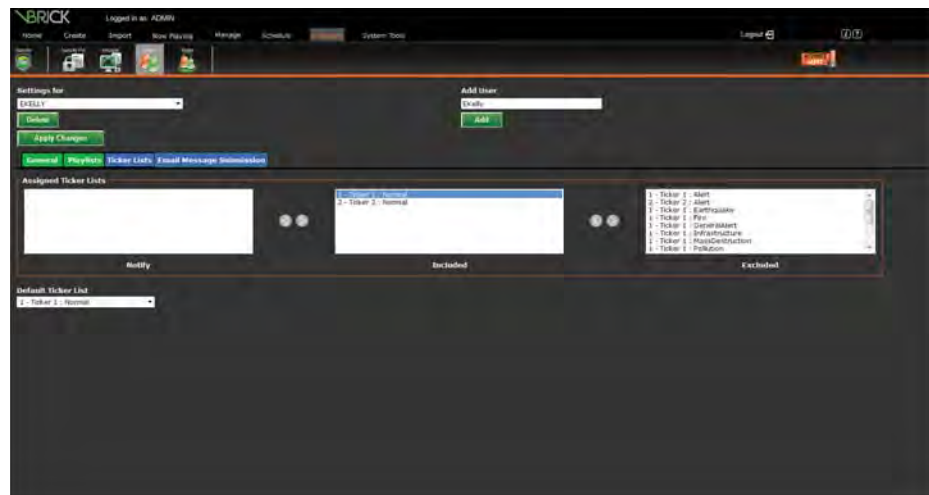 VBRICK
Logged in as: ADMIN
Home Create Import Now Playing Manage Schedule System Tools Logout
Settings for
EKELLY
Delete
Apply Changes
Add User
Ekelly
Add
General Playlists Ticker Lists Email Message Submission
Assigned Ticker Lists
1 - Ticker 1 : Normal
2 - Ticker 2 : Normal
1 - Ticker 1 : Alert
2 - Ticker 2 : Alert
1 - Ticker 1 : Earthquake
1 - Ticker 1 : Fire
1 - Ticker 1 : GeneralAlert
1 - Ticker 1 : Infrastructure
1 - Ticker 1 : MassDestruction
1 - Ticker 1 : Pollution
Notify Included Excluded
Default Ticker List
1 - Ticker 1 : Normal